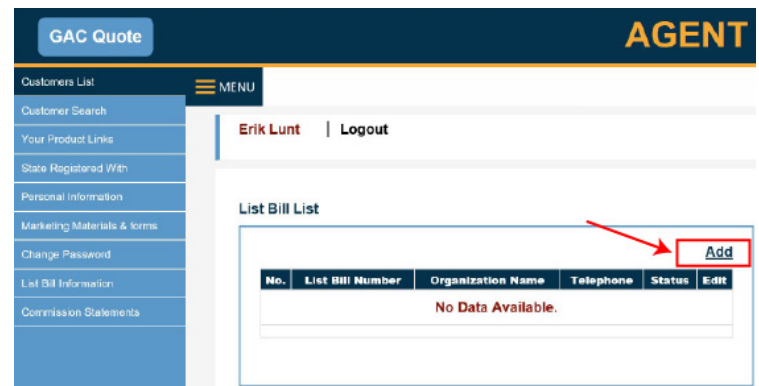 GAC Quote
AGENT
Customers List
MENU
Customer Search
Your Product Links
State Registered With
Personal Information
Marketing Materials & forms
Change Password
List Bill Information
Commission Statements
Erik Lunt | Logout
List Bill List
Add
No. List Bill Number Organization Name Telephone Status Edit
No Data Available.